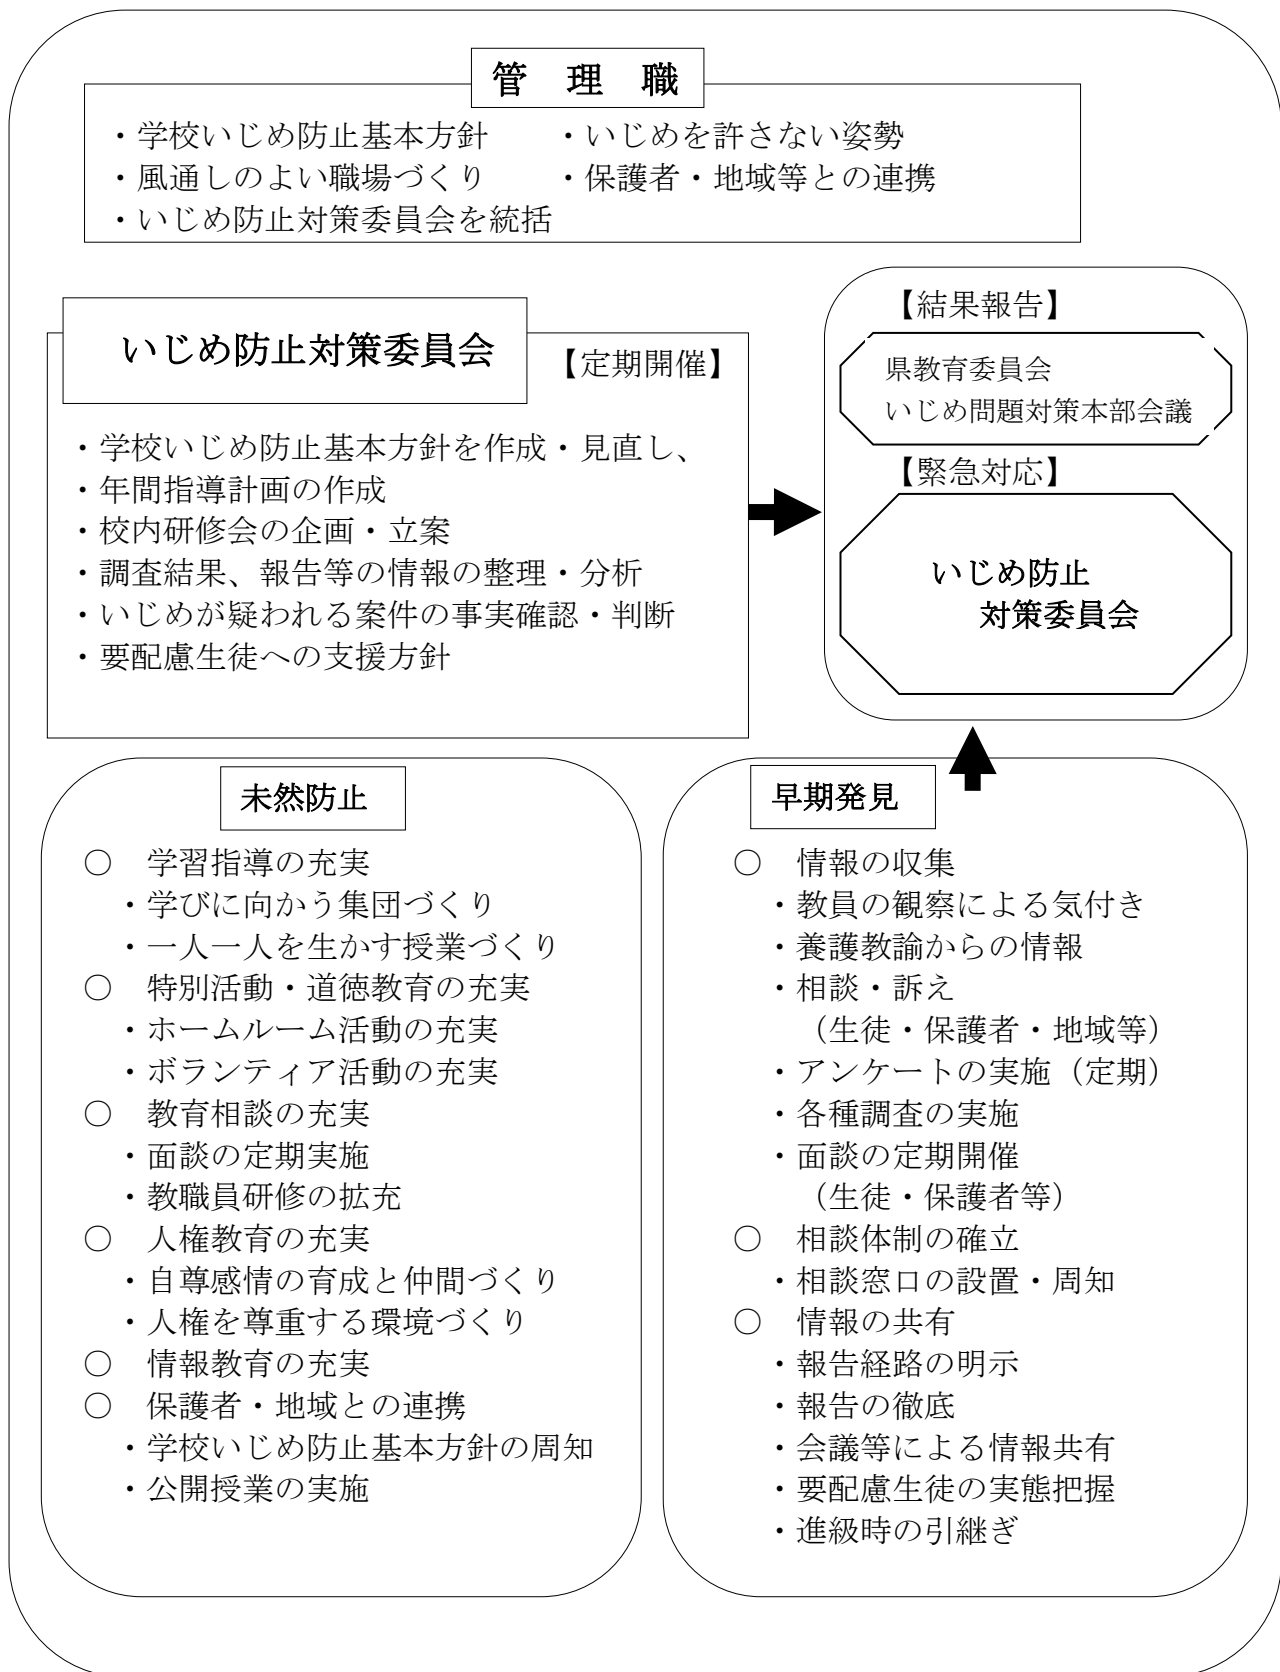 管　理　職
・学校いじめ防止基本方針　　・いじめを許さない姿勢
・風通しのよい職場づくり　　・保護者・地域等との連携
・いじめ防止対策委員会を統括
いじめ防止対策委員会
【定期開催】
・学校いじめ防止基本方針を作成・見直し、
・年間指導計画の作成
・校内研修会の企画・立案
・調査結果、報告等の情報の整理・分析
・いじめが疑われる案件の事実確認・判断
・要配慮生徒への支援方針
【結果報告】
県教育委員会
いじめ問題対策本部会議
【緊急対応】
いじめ防止
対策委員会
未然防止
○　学習指導の充実
・学びに向かう集団づくり
・一人一人を生かす授業づくり
○　特別活動・道徳教育の充実
・ホームルーム活動の充実
・ボランティア活動の充実
○　教育相談の充実
・面談の定期実施
・教職員研修の拡充
○　人権教育の充実
・自尊感情の育成と仲間づくり
・人権を尊重する環境づくり
○　情報教育の充実
○　保護者・地域との連携
・学校いじめ防止基本方針の周知
・公開授業の実施
早期発見
○　情報の収集
・教員の観察による気付き
・養護教諭からの情報
・相談・訴え
（生徒・保護者・地域等）
・アンケートの実施（定期）
・各種調査の実施
・面談の定期開催
（生徒・保護者等）
○　相談体制の確立
・相談窓口の設置・周知
○　情報の共有
・報告経路の明示
・報告の徹底
・会議等による情報共有
・要配慮生徒の実態把握
・進級時の引継ぎ